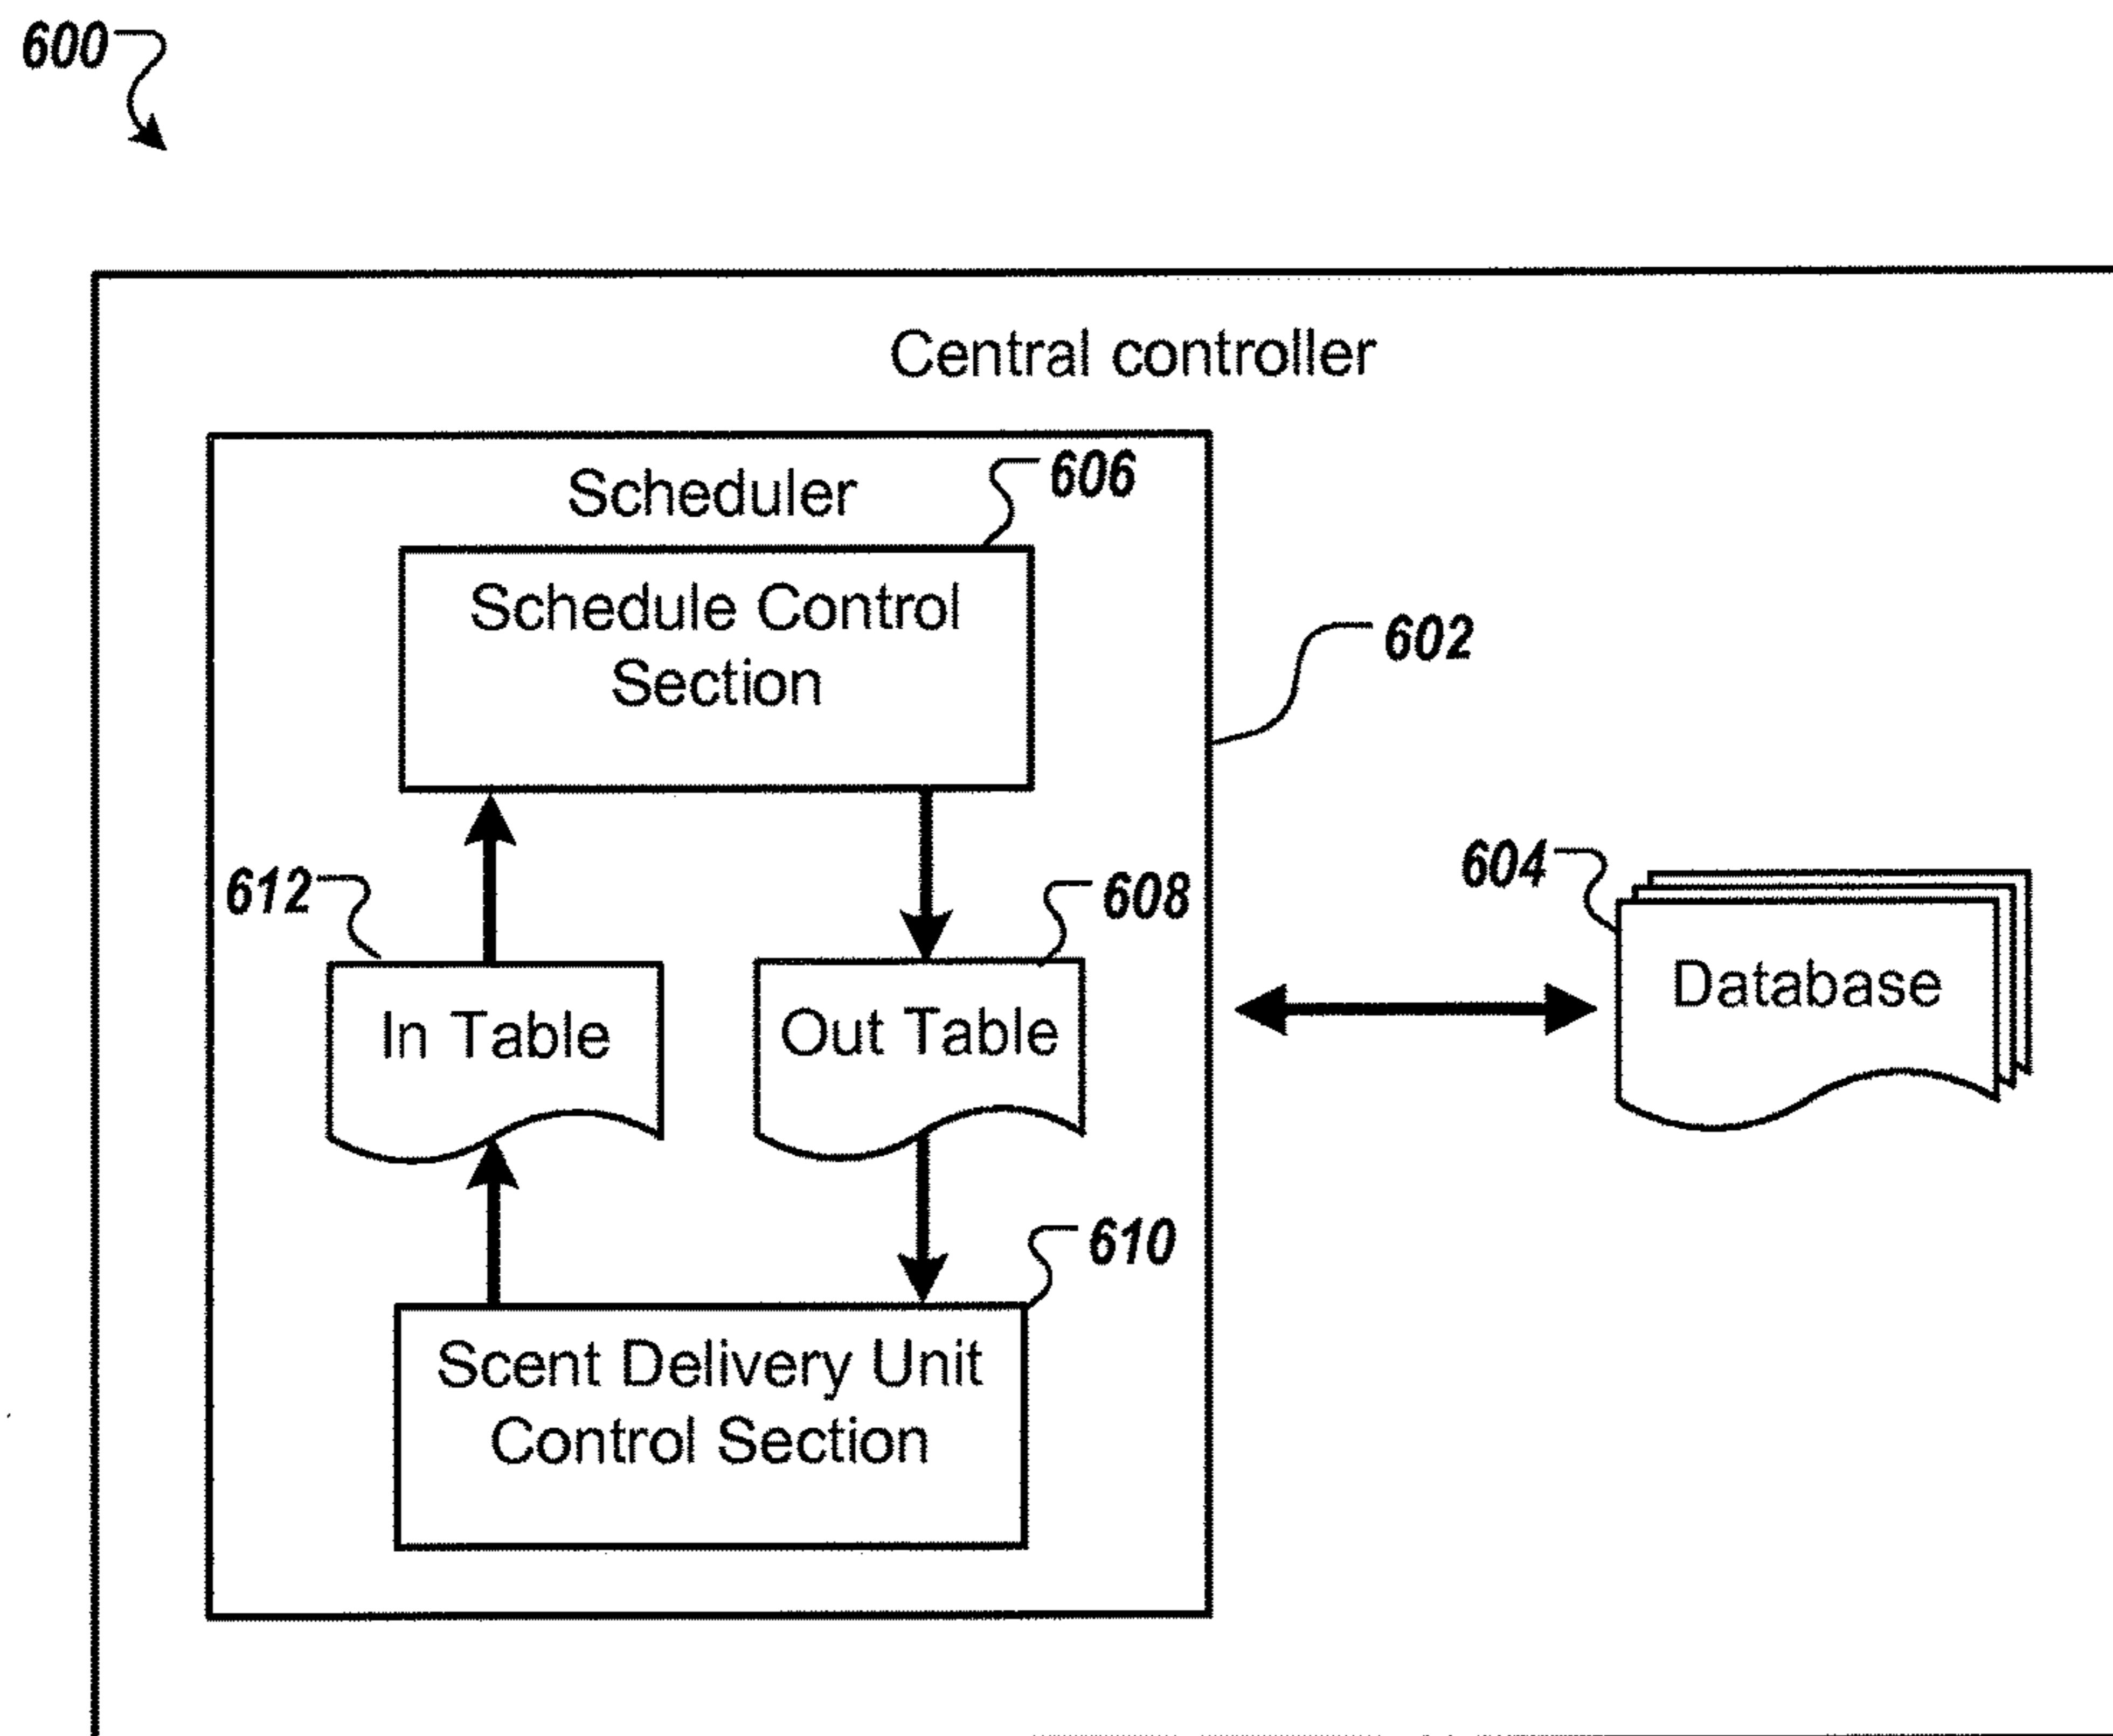 600
Central controller
Scheduler
606
Schedule Control
Section
602
612
608
604
In Table
Out Table
Database
610
Scent Delivery Unit
Control Section